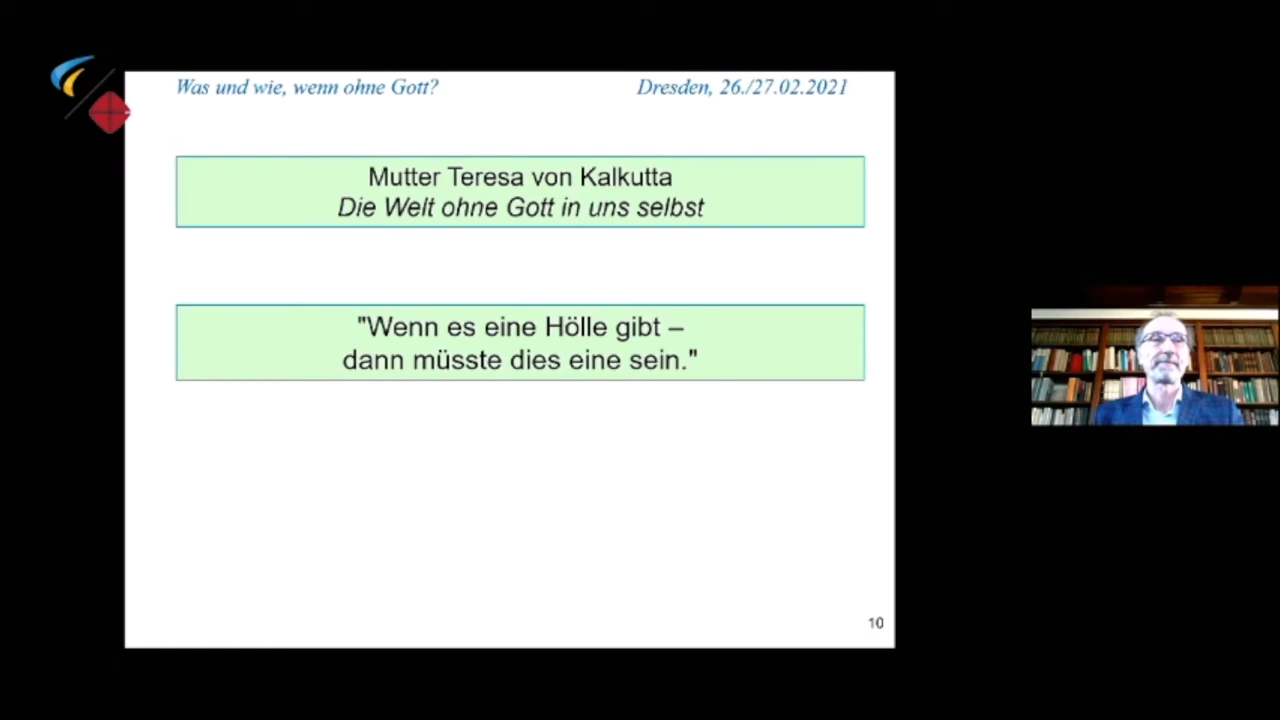 Was und wie, wenn ohne Gott? Dresden, 26./27.02.2021
Mutter Teresa von Kalkutta
Die Welt ohne Gott in uns selbst
"Wenn es eine Hölle gibt –
dann müsste dies eine sein."
10